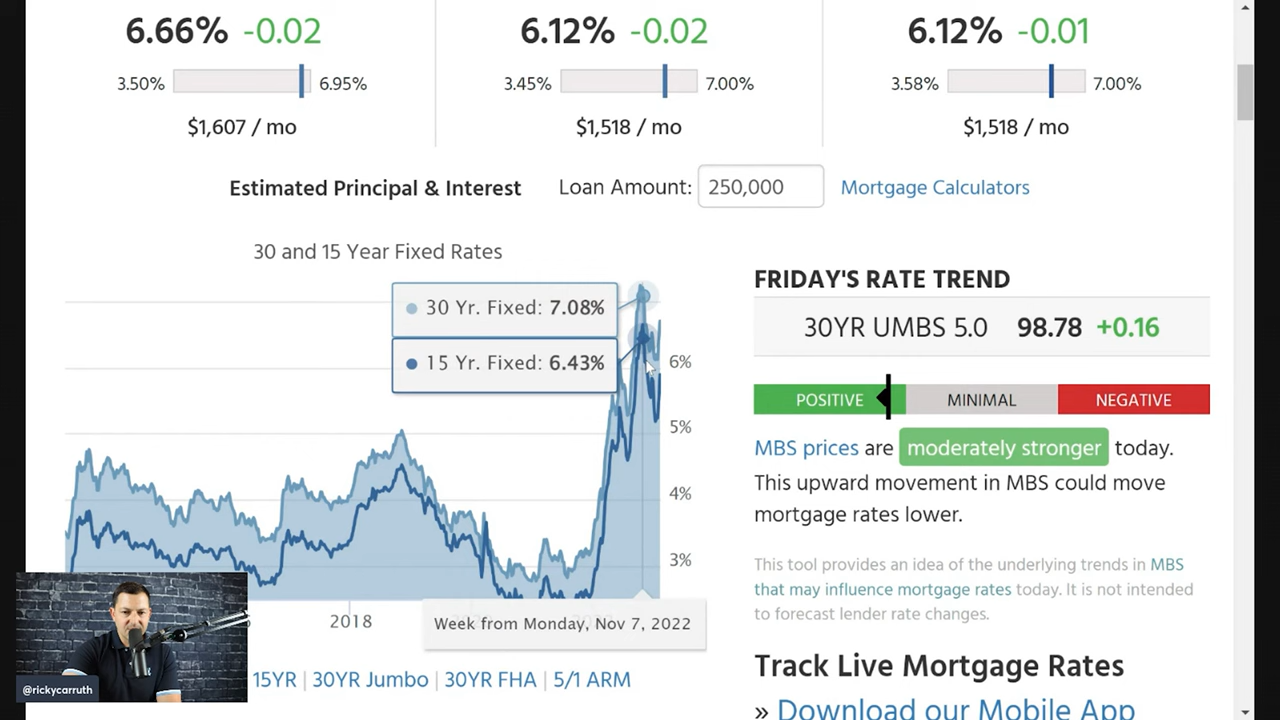 6.66% -0.02
3.50% 6.95%
$1,607 / mo
6.12% -0.02
3.45% 7.00%
$1,518 / mo
6.12% -0.01
3.58% 7.00%
$1,518 / mo
Estimated Principal & Interest Loan Amount: 250,000 Mortgage Calculators
30 and 15 Year Fixed Rates
30 Yr. Fixed: 7.08%
15 Yr. Fixed: 6.43%
6%
5%
4%
3%
2018
Week from Monday, Nov 7, 2022
15YR | 30YR Jumbo | 30YR FHA | 5/1 ARM
@rickycarruth
FRIDAY'S RATE TREND
30YR UMBS 5.0 98.78 +0.16
POSITIVE MINIMAL NEGATIVE
MBS prices are moderately stronger today.
This upward movement in MBS could move
mortgage rates lower.
This tool provides an idea of the underlying trends in MBS
that may influence mortgage rates today. It is not intended
to forecast lender rate changes.
Track Live Mortgage Rates
» Download our Mobile App